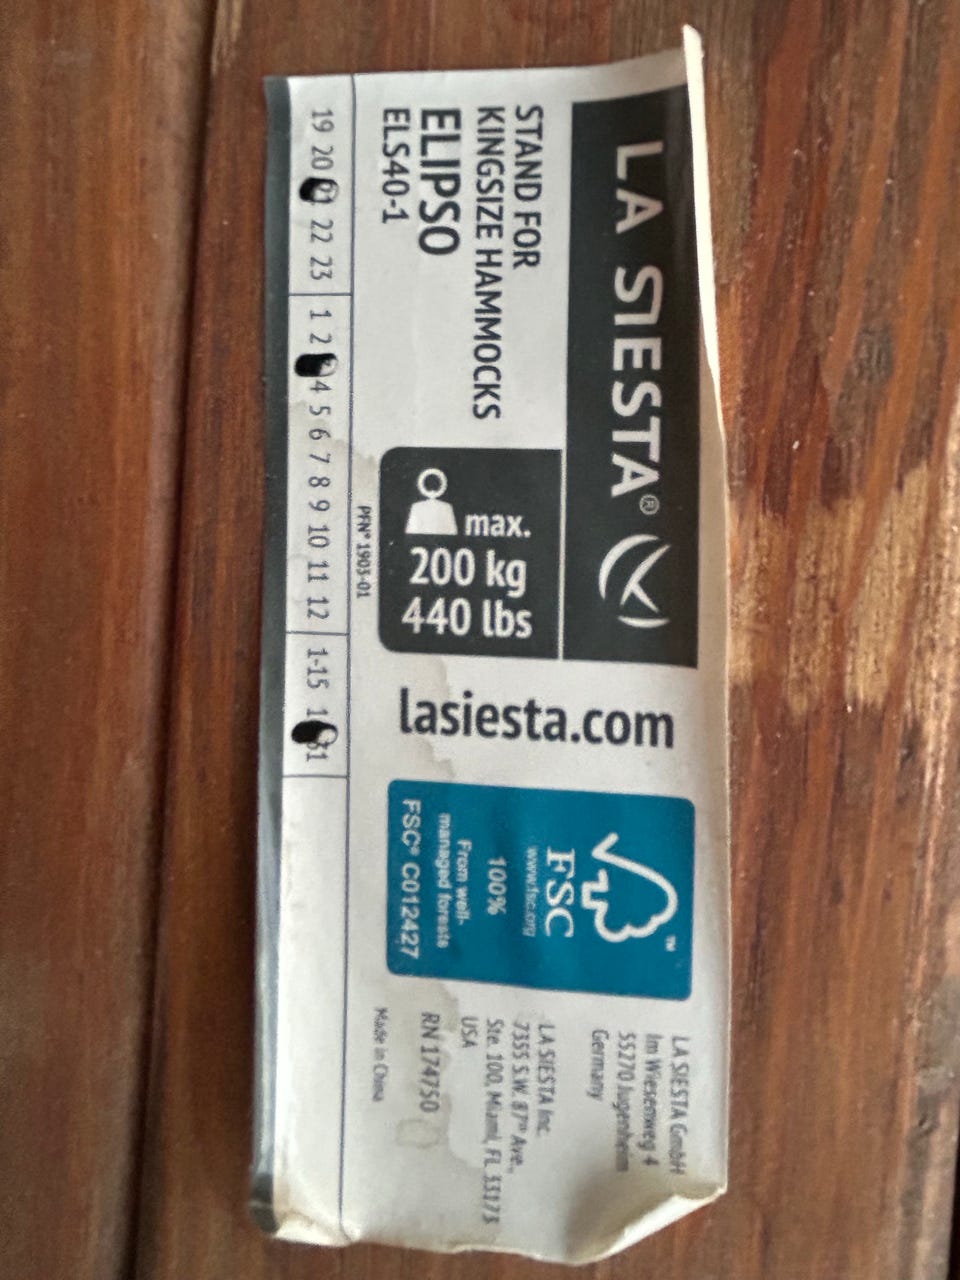 LA SIESTA®
STAND FOR
KINGSIZE HAMMOCKS
ELIPSO
ELS40-1
max.
200 kg
440 lbs
PFN° 1903-01
19 20 21 22 23 1 2 4 5 6 7 8 9 10 11 12 1-15
lasiesta.com
TM
FSC
www.fsc.org
100%
From well-
managed forests
FSC® C012427
LA SIESTA GmbH
Im Wiesenweg 4
55270 Jugenheim
Germany
LA SIESTA Inc.
7355 S.W. 87th Ave.,
Ste. 100, Miami, FL 33173
USA
RN 174750
Made in China